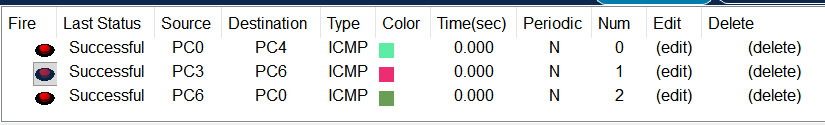 Fire Last Status Source Destination Type Color Time(sec) Periodic Num Edit Delete
Successful PC0 PC4 ICMP 0.000 N 0 (edit) (delete)
Successful PC3 PC6 ICMP 0.000 N 1 (edit) (delete)
Successful PC6 PC0 ICMP 0.000 N 2 (edit) (delete)